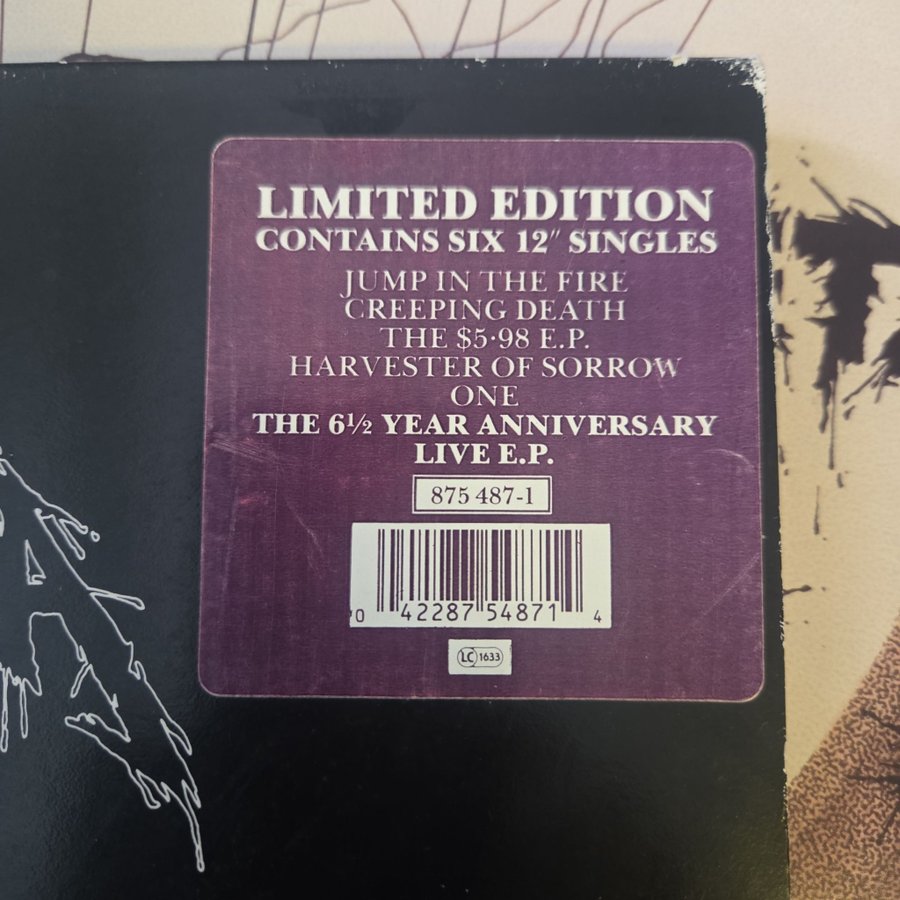 LIMITED EDITION
CONTAINS SIX 12" SINGLES
JUMP IN THE FIRE
CREEPING DEATH
THE $5·98 E.P.
HARVESTER OF SORROW
ONE
THE 6½ YEAR ANNIVERSARY
LIVE E.P.
875 487-1
0 42287 54871 4
LC 1633